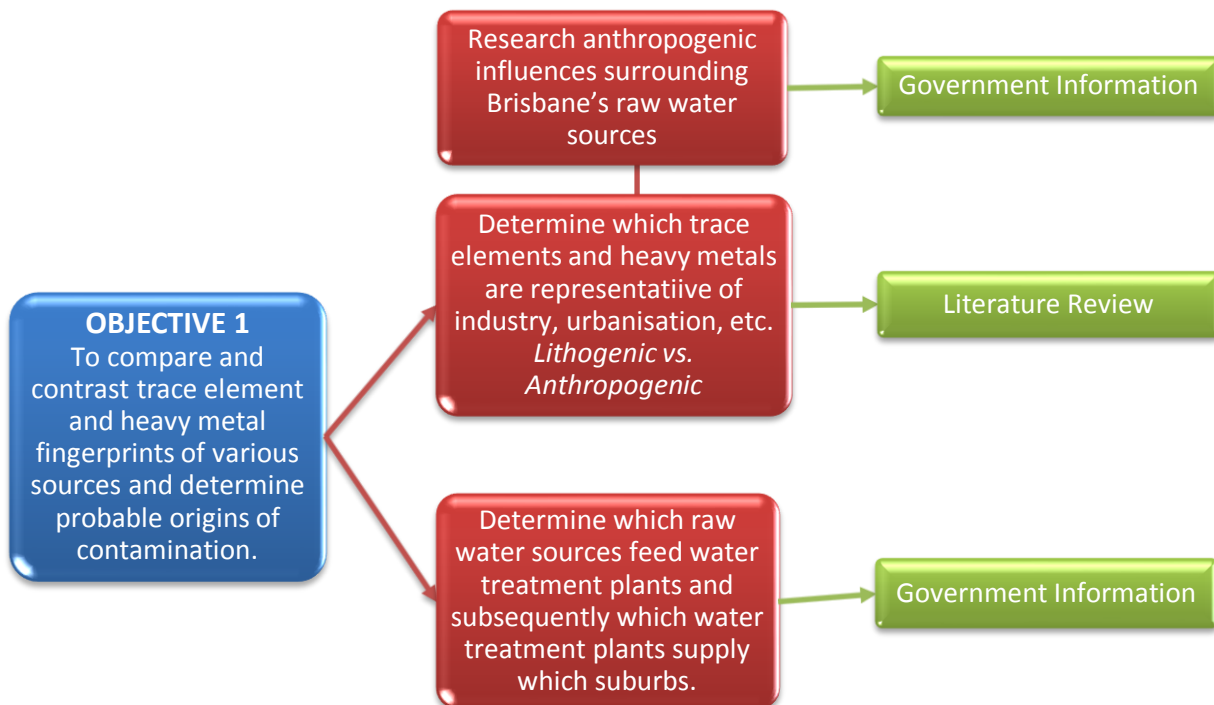 Research anthropogenic
influences surrounding
Brisbane’s raw water
sources
Government Information
Determine which trace
elements and heavy metals
are representatiive of
industry, urbanisation, etc.
Lithogenic vs.
Anthropogenic
Literature Review
OBJECTIVE 1
To compare and
contrast trace element
and heavy metal
fingerprints of various
sources and determine
probable origins of
contamination.
Determine which raw
water sources feed water
treatment plants and
subsequently which water
treatment plants supply
which suburbs.
Government Information